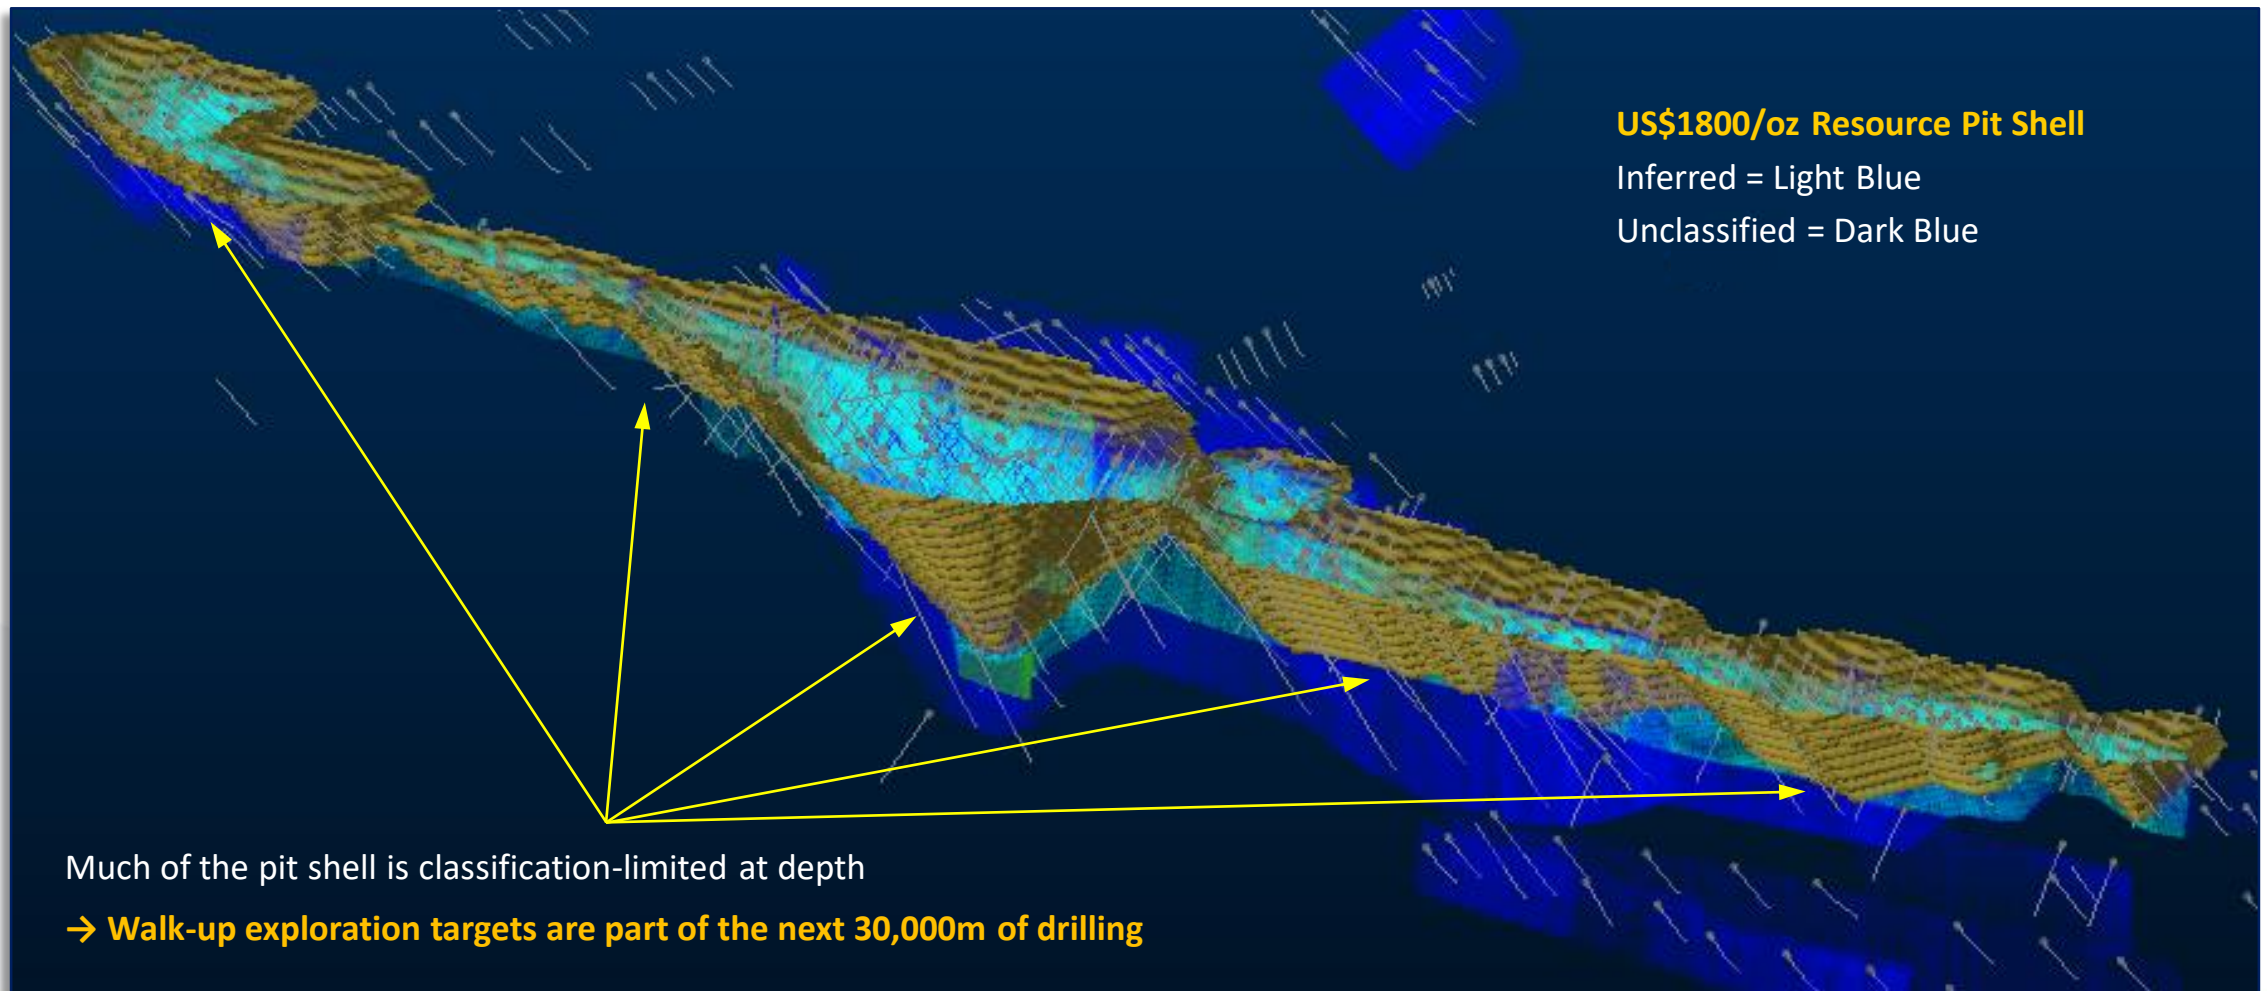 US$1800/oz Resource Pit Shell
Inferred = Light Blue
Unclassified = Dark Blue
Much of the pit shell is classification-limited at depth
→ Walk-up exploration targets are part of the next 30,000m of drilling